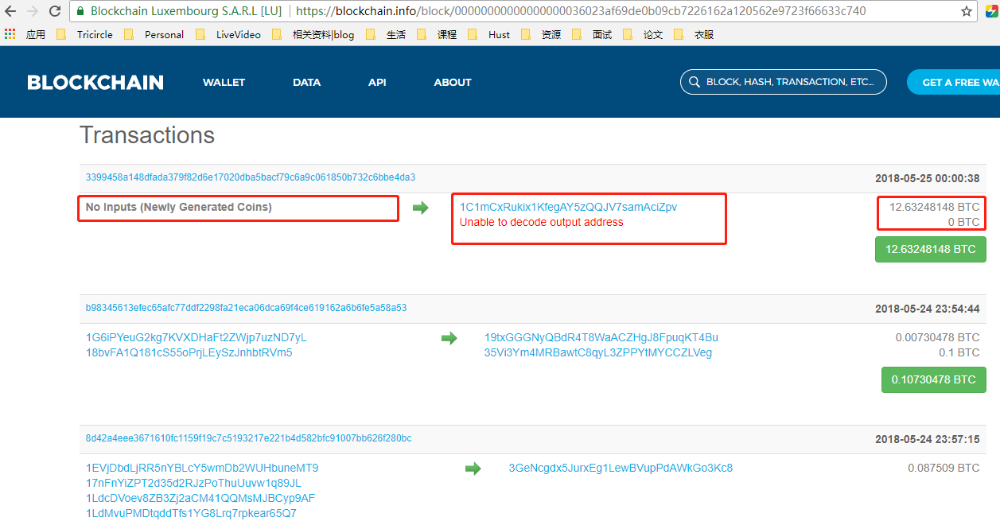 Blockchain Luxembourg S.A.R.L [LU] | https://blockchain.info/block/00000000000000000036023af69de0b09cb7226162a120562e9723f66633c740
应用 Tricircle Personal LiveVideo 相关资料|blog 生活 课程 Hust 资源 面试 论文 衣服
BLOCKCHAIN WALLET DATA API ABOUT BLOCK, HASH, TRANSACTION, ETC... GET A FREE WA
Transactions
3399458a148dfada379f82d6e17020dba5bacf79c6a9c061850b732c6bbe4da3 2018-05-25 00:00:38
No Inputs (Newly Generated Coins) 1C1mCxRukix1KfegAY5zQQJV7samAciZpv 12.63248148 BTC
Unable to decode output address 0 BTC
12.63248148 BTC
b98345613efec65afc77ddf2298fa21eca06dca69f4ce619162a6b6fe5a58a53 2018-05-24 23:54:44
1G6iPYeuG2kg7KVXDHaFt2ZWjp7uzND7yL 19txGGGNyQBdR4T8WaACZHgJ8FpuqKT4Bu 0.00730478 BTC
18bvFA1Q181cS55oPrjLEySzJnhbtRVm5 35Vi3Ym4MRBawtC8qyL3ZPPYtMYCCZLVeg 0.1 BTC
0.10730478 BTC
8d42a4eee3671610fc1159f19c7c5193217e221b4d582bfc91007bb626f280bc 2018-05-24 23:57:15
1EVjDbdLjRR5nYBLcY5wmDb2WUHbuneMT9 3GeNcgdx5JurxEg1LewBVupPdAWkGo3Kc8 0.087509 BTC
17nFnYiZPT2d35d2RJzPoThuUuvw1q89JL
1LdcDVoev8ZB3Zj2aCM41QQMsMJBCyp9AF
1LdMvuPMDtqddTfs1YG8Lrq7rpkear65Q7